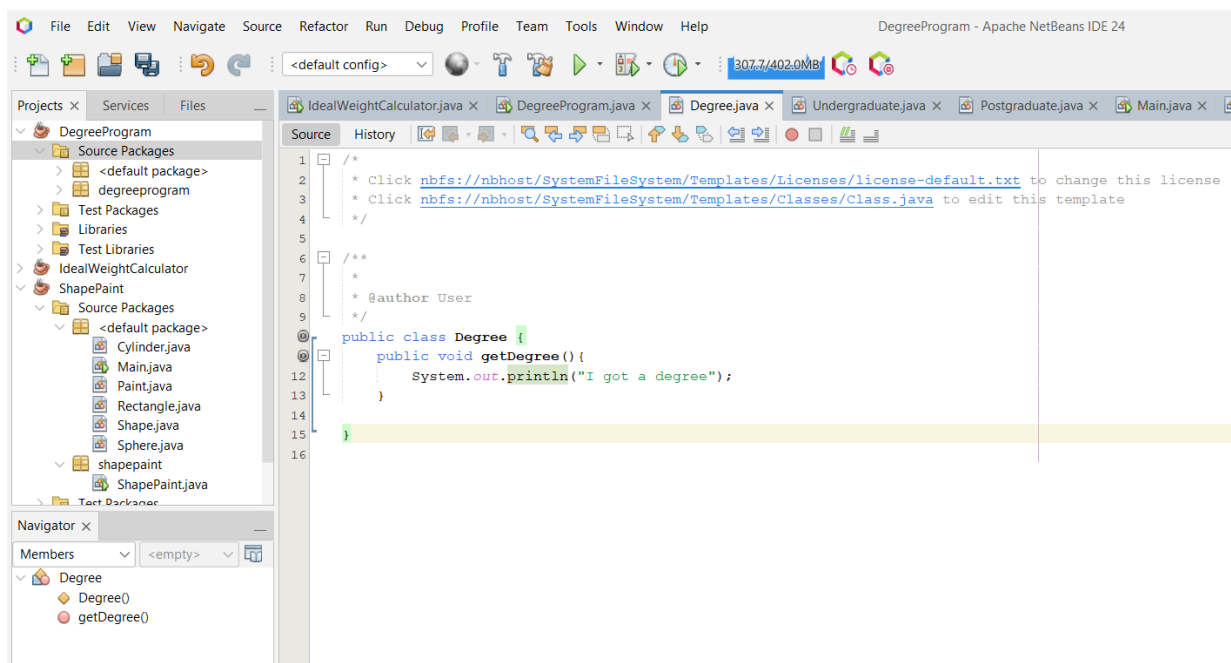 File Edit View Navigate Source Refactor Run Debug Profile Team Tools Window Help DegreeProgram - Apache NetBeans IDE 24
<default config> 307.7/402.0MB
Projects Services Files
IdealWeightCalculator.java DegreeProgram.java Degree.java Undergraduate.java Postgraduate.java Main.java
Source History
DegreeProgram
Source Packages
<default package>
degreeprogram
Test Packages
Libraries
Test Libraries
IdealWeightCalculator
ShapePaint
Source Packages
<default package>
Cylinder.java
Main.java
Paint.java
Rectangle.java
Shape.java
Sphere.java
shapepaint
ShapePaint.java
Test Packages
Navigator
Members <empty>
Degree
Degree()
getDegree()
1 /*
2 * Click nbfs://nbhost/SystemFileSystem/Templates/Licenses/license-default.txt to change this license
3 * Click nbfs://nbhost/SystemFileSystem/Templates/Classes/Class.java to edit this template
4 */
5
6 /**
7 *
8 * @author User
9 */
public class Degree {
public void getDegree(){
12 System.out.println("I got a degree");
13 }
14
15 }
16